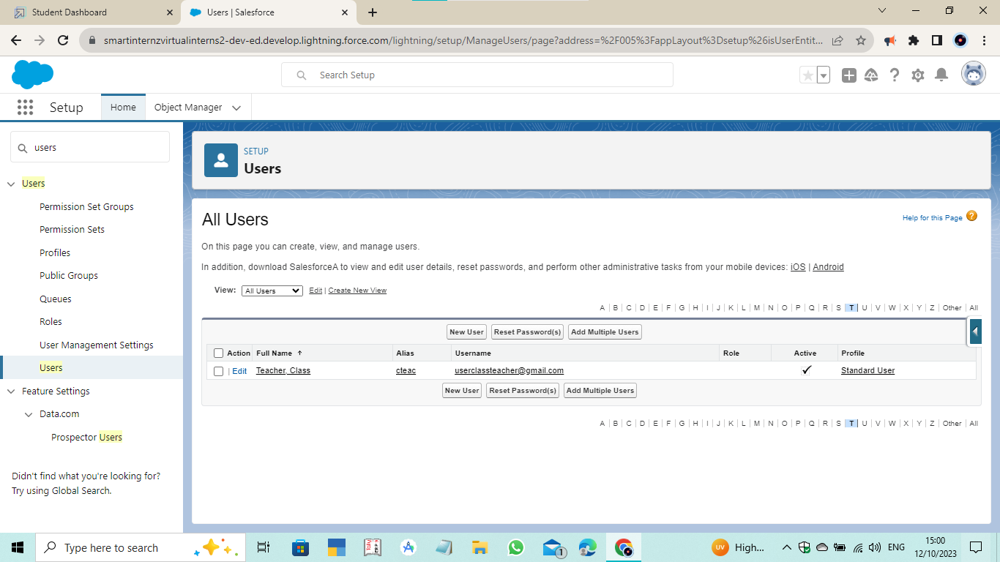 Student Dashboard
Users | Salesforce
smartinternzvirtualinterns2-dev-ed.develop.lightning.force.com/lightning/setup/ManageUsers/page?address=%2F005%3FappLayout%3Dsetup%26isUserEntit...
Search Setup
Setup
Home
Object Manager
users
Users
Permission Set Groups
Permission Sets
Profiles
Public Groups
Queues
Roles
User Management Settings
Users
Feature Settings
Data.com
Prospector Users
Didn't find what you're looking for?
Try using Global Search.
SETUP
Users
All Users
Help for this Page ?
On this page you can create, view, and manage users.
In addition, download SalesforceA to view and edit user details, reset passwords, and perform other administrative tasks from your mobile devices: iOS | Android
View: All Users Edit | Create New View
A | B | C | D | E | F | G | H | I | J | K | L | M | N | O | P | Q | R | S | T | U | V | W | X | Y | Z | Other | All
New User Reset Password(s) Add Multiple Users
Action Full Name ↑ Alias Username Role Active Profile
| Edit Teacher, Class cteac userclassteacher@gmail.com ✓ Standard User
New User Reset Password(s) Add Multiple Users
A | B | C | D | E | F | G | H | I | J | K | L | M | N | O | P | Q | R | S | T | U | V | W | X | Y | Z | Other | All
Type here to search
1
UV High...
ENG
15:00
12/10/2023